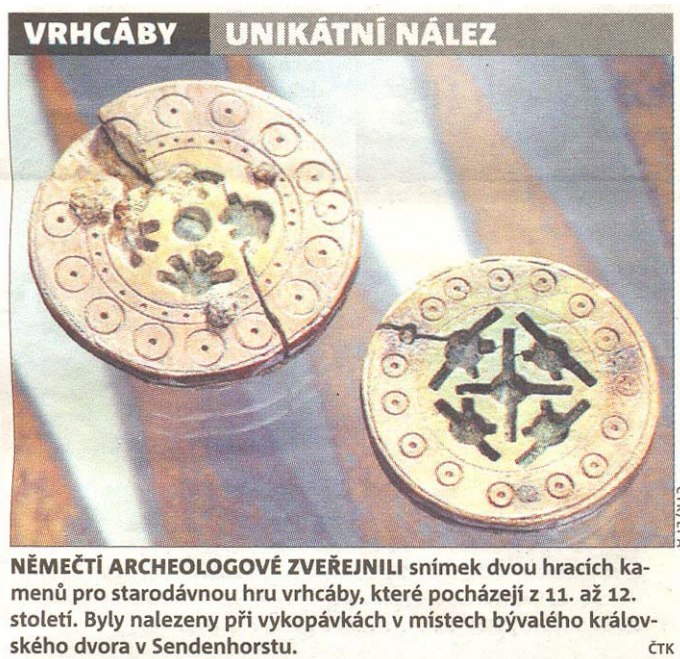 VRHCÁBY UNIKÁTNÍ NÁLEZ
NĚMEČTÍ ARCHEOLOGOVÉ ZVEŘEJNILI snímek dvou hracích ka-
menů pro starodávnou hru vrhcáby, které pocházejí z 11. až 12.
století. Byly nalezeny při vykopávkách v místech bývalého králov-
ského dvora v Sendenhorstu. ČTK